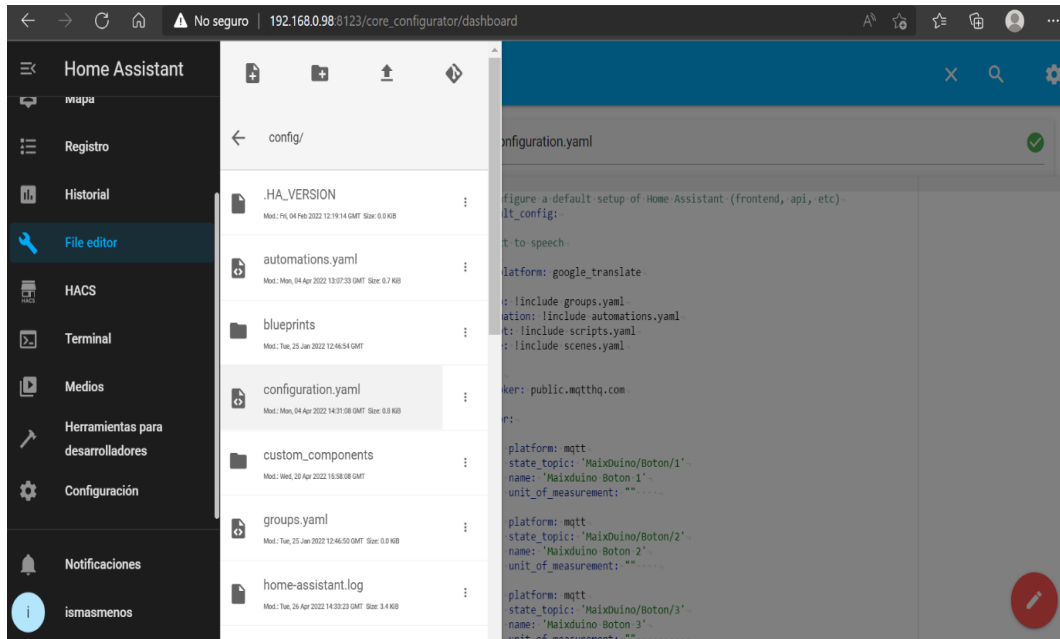 No seguro
192.168.0.98:8123/core_configurator/dashboard
Home Assistant
Mapa
Registro
Historial
File editor
HACS
HACS
Terminal
Medios
Herramientas para
desarrolladores
Configuración
Notificaciones
i
ismasmenos
config/
.HA_VERSION
Mod.: Fri, 04 Feb 2022 12:19:14 GMT Size: 0.0 KiB
automations.yaml
Mod.: Mon, 04 Apr 2022 13:07:33 GMT Size: 0.7 KiB
blueprints
Mod.: Tue, 25 Jan 2022 12:46:54 GMT
configuration.yaml
Mod.: Mon, 04 Apr 2022 14:31:08 GMT Size: 0.8 KiB
custom_components
Mod.: Wed, 20 Apr 2022 15:58:08 GMT
groups.yaml
Mod.: Tue, 25 Jan 2022 12:46:50 GMT Size: 0.0 KiB
home-assistant.log
Mod.: Tue, 26 Apr 2022 14:33:23 GMT Size: 3.4 KiB
onfiguration.yaml
figure a default setup of Home Assistant (frontend, api, etc)
lt_config:
t to speech
latform: google_translate
: !include groups.yaml
ation: !include automations.yaml
t: !include scripts.yaml
: !include scenes.yaml
ker: public.mqtthq.com
r:
platform: mqtt
state_topic: 'MaixDuino/Boton/1'
name: 'Maixduino Boton 1'
unit_of_measurement: ""
platform: mqtt
state_topic: 'MaixDuino/Boton/2'
name: 'Maixduino Boton 2'
unit_of_measurement: ""
platform: mqtt
state_topic: 'MaixDuino/Boton/3'
name: 'Maixduino Boton 3'
unit_of_measurement: ""